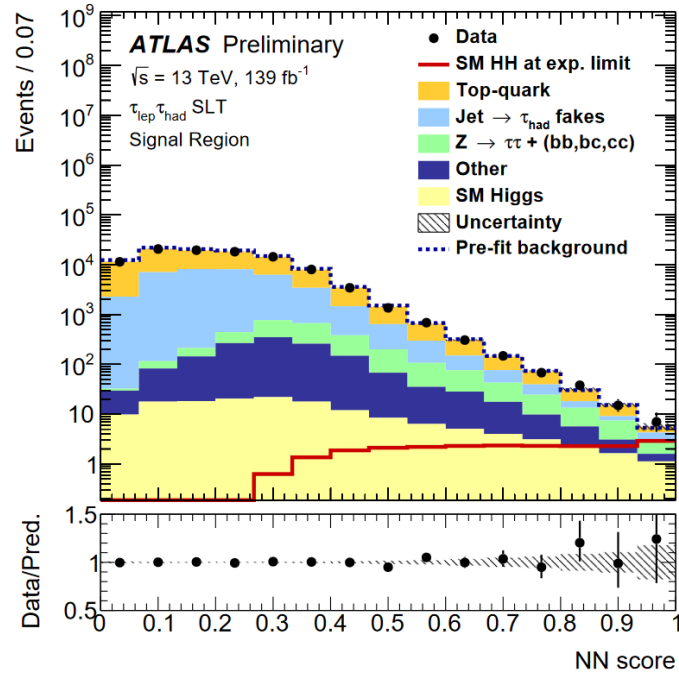 Events / 0.07
10⁹
10⁸
10⁷
10⁶
10⁵
10⁴
10³
10²
10
1
ATLAS Preliminary
√s = 13 TeV, 139 fb⁻¹
τ_lep τ_had SLT
Signal Region
Data
SM HH at exp. limit
Top-quark
Jet → τ_had fakes
Z → ττ + (bb,bc,cc)
Other
SM Higgs
Uncertainty
Pre-fit background
Data/Pred.
1.5
1
0.5
0 0.1 0.2 0.3 0.4 0.5 0.6 0.7 0.8 0.9 1
NN score